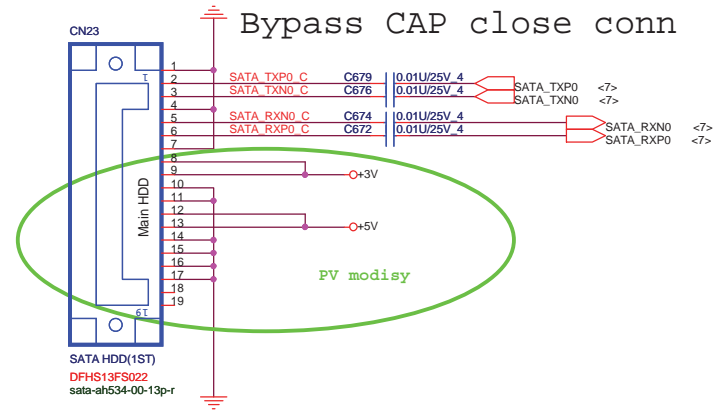 Bypass CAP close conn
CN23
1
1
2 SATA_TXP0_C C679 0.01U/25V_4 SATA_TXP0 <7>
3 SATA_TXN0_C C676 0.01U/25V_4 SATA_TXN0 <7>
4
5 SATA_RXN0_C C674 0.01U/25V_4 SATA_RXN0 <7>
6 SATA_RXP0_C C672 0.01U/25V_4 SATA_RXP0 <7>
7
8
9 +3V
10
11
12
13 +5V
14
15
16
17
18
19
19
Main HDD
PV modisy
SATA HDD(1ST)
DFHS13FS022
sata-ah534-00-13p-r